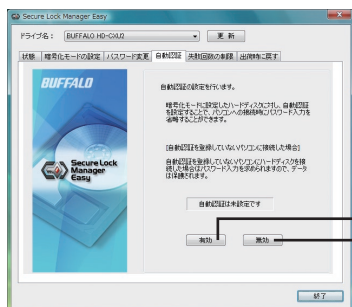 Secure Lock Manager Easy
ドライブ名： BUFFALO HD-CXU2 更 新
状態 暗号化モードの設定 パスワード変更 自動認証 失敗回数の制限 出荷時に戻す
BUFFALO
Secure Lock
Manager
Easy
自動認証の設定を行います。
暗号化モードに設定したハードディスクに対し、自動認証
を設定することで、パソコンへの接続時にパスワード入力を
省略することができます。
[自動認証を登録していないパソコンに接続した場合]
自動認証を登録していないパソコンにハードディスクを接
続した場合はパスワード入力を求められますので、データ
は保護されます。
自動認証は未設定です
有効 無効
終了